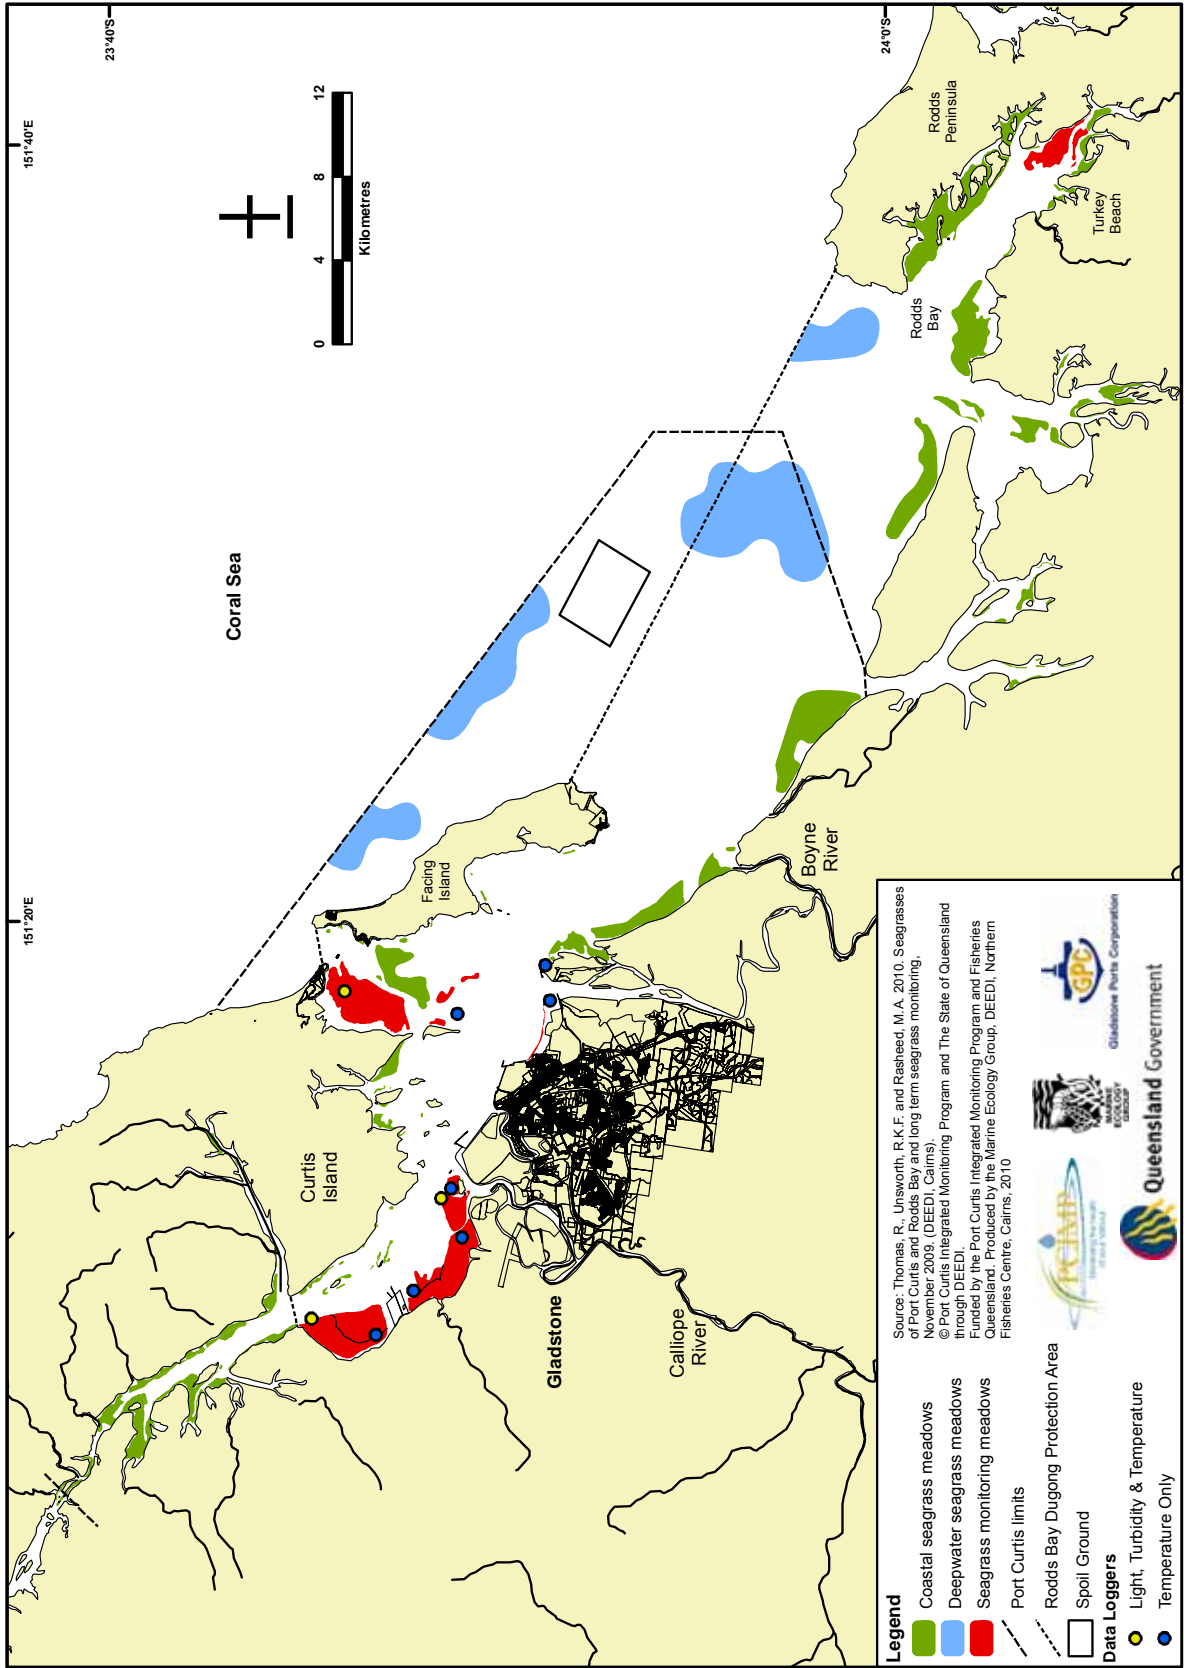 151°20'E
151°40'E
23°40'S
24°0'S
Coral Sea
0
4
8
12
Kilometres
Curtis
Island
Facing
Island
Gladstone
Calliope
River
Boyne
River
Rodds
Bay
Rodds
Peninsula
Turkey
Beach
Legend
Coastal seagrass meadows
Deepwater seagrass meadows
Seagrass monitoring meadows
Port Curtis limits
Rodds Bay Dugong Protection Area
Spoil Ground
Data Loggers
Light, Turbidity & Temperature
Temperature Only
Source: Thomas, R., Unsworth, R.K.F. and Rasheed, M.A. 2010. Seagrasses
of Port Curtis and Rodds Bay and long term seagrass monitoring,
November 2009. (DEEDI, Cairns).
© Port Curtis Integrated Monitoring Program and The State of Queensland
through DEEDI.
Funded by the Port Curtis Integrated Monitoring Program and Fisheries
Queensland. Produced by the Marine Ecology Group, DEEDI, Northern
Fisheries Centre, Cairns, 2010
PCIMP
MARINE
ECOLOGY
GROUP
GPC
Gladstone Ports Corporation
Queensland Government